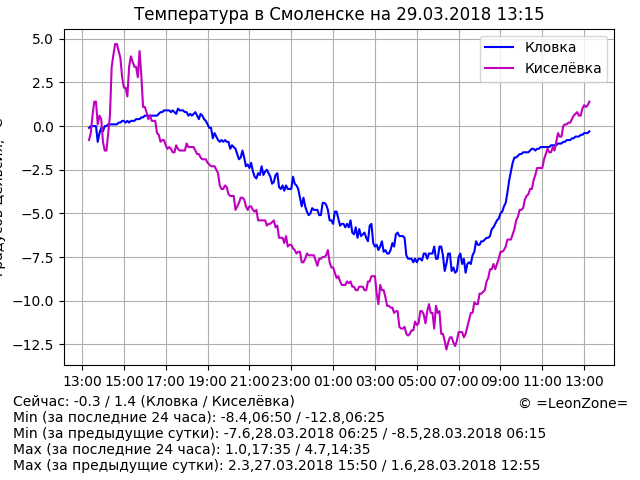 Температура в Смоленске на 29.03.2018 13:15
Кловка
Киселёвка
5.0
2.5
0.0
−2.5
−5.0
−7.5
−10.0
−12.5
13:00 15:00 17:00 19:00 21:00 23:00 01:00 03:00 05:00 07:00 09:00 11:00 13:00
Сейчас: -0.3 / 1.4 (Кловка / Киселёвка)
© =LeonZone=
Min (за последние 24 часа): -8.4,06:50 / -12.8,06:25
Min (за предыдущие сутки): -7.6,28.03.2018 06:25 / -8.5,28.03.2018 06:15
Max (за последние 24 часа): 1.0,17:35 / 4.7,14:35
Max (за предыдущие сутки): 2.3,27.03.2018 15:50 / 1.6,28.03.2018 12:55